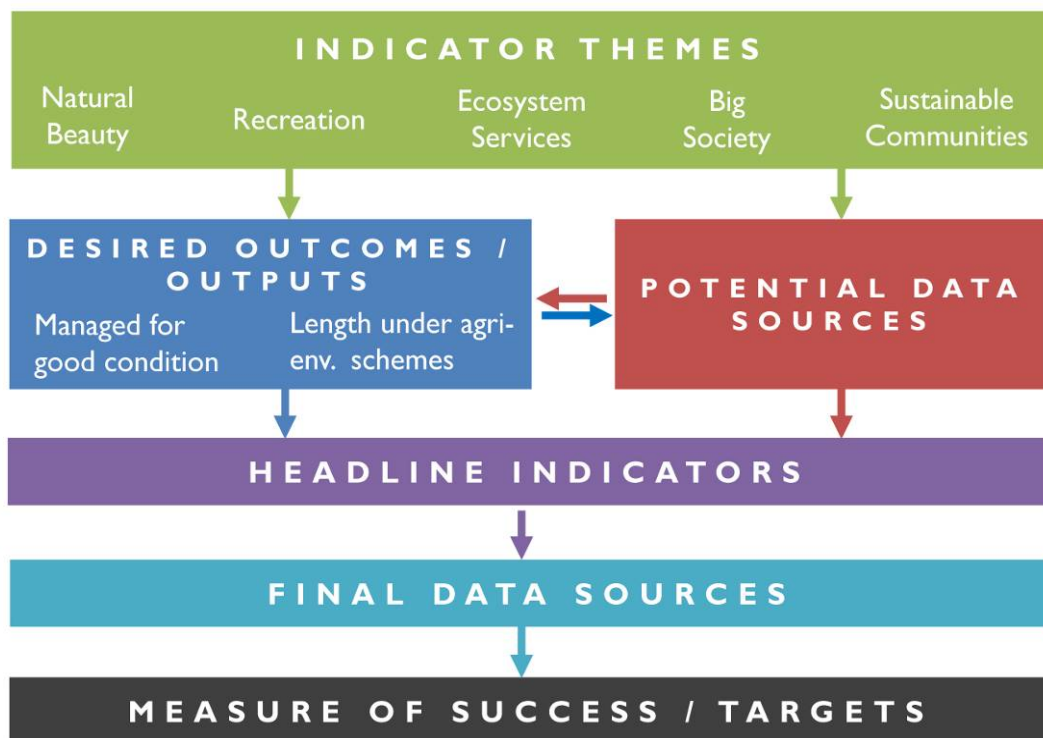 INDICATOR THEMES
Natural
Beauty
Recreation
Ecosystem
Services
Big
Society
Sustainable
Communities
DESIRED OUTCOMES /
OUTPUTS
Managed for
good condition
Length under agri-
env. schemes
POTENTIAL DATA
SOURCES
HEADLINE INDICATORS
FINAL DATA SOURCES
MEASURE OF SUCCESS / TARGETS